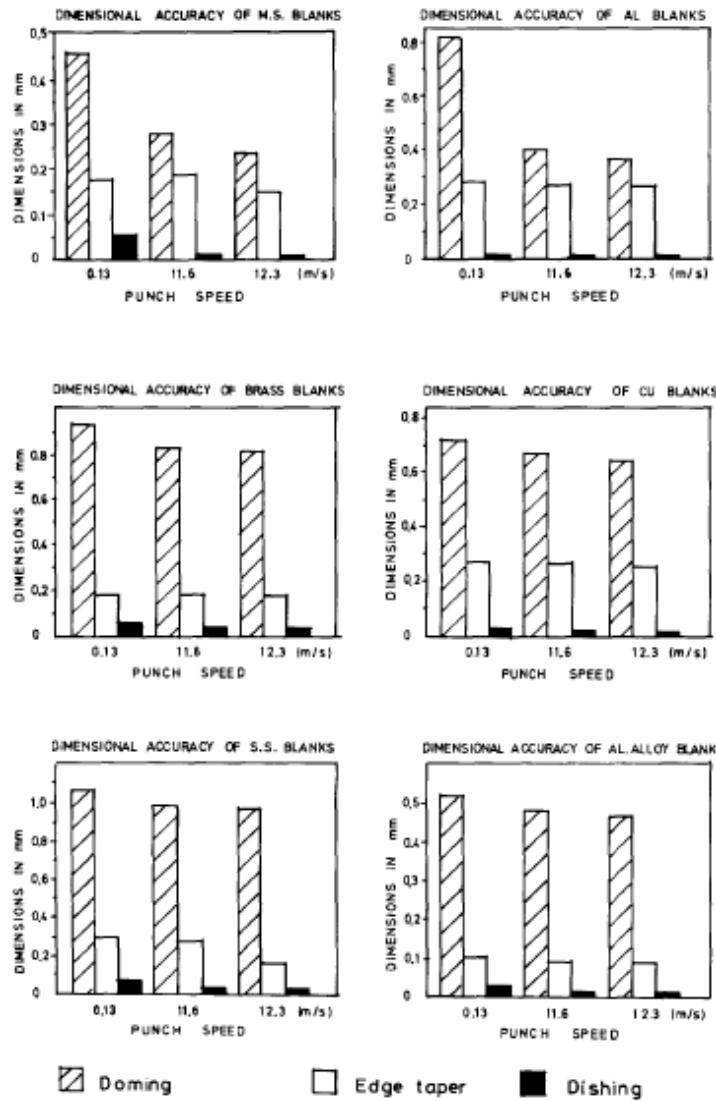 DIMENSIONAL ACCURACY OF M.S. BLANKS
DIMENSIONS IN mm
0,5
0.4
0.3
0.2
0.1
0
0.13 11.6 12.3 (m/s)
PUNCH SPEED
DIMENSIONAL ACCURACY OF AL BLANKS
DIMENSIONS IN mm
0,8
0.6
0.4
0,2
0
0.13 11.6 12.3 (m/s)
PUNCH SPEED
DIMENSIONAL ACCURACY OF BRASS BLANKS
DIMENSIONS IN mm
0.8
0.6
0.4
0,2
0
0.13 11,6 12,3 (m/s)
PUNCH SPEED
DIMENSIONAL ACCURACY OF CU BLANKS
DIMENSIONS IN mm
0.8
0.6
0.4
0.2
0
0.13 11,6 12,3 (m/s)
PUNCH SPEED
DIMENSIONAL ACCURACY OF S.S. BLANKS
DIMENSIONS IN mm
1,0
0.8
0.6
0.4
0,2
0
0,13 11,6 12.3 (m/s)
PUNCH SPEED
DIMENSIONAL ACCURACY OF AL.ALLOY BLANK
DIMENSIONS IN mm
0,5
0.4
0.3
0.2
0.1
0
0.13 11.6 12.3 (m/s)
PUNCH SPEED
Doming
Edge taper
Dishing